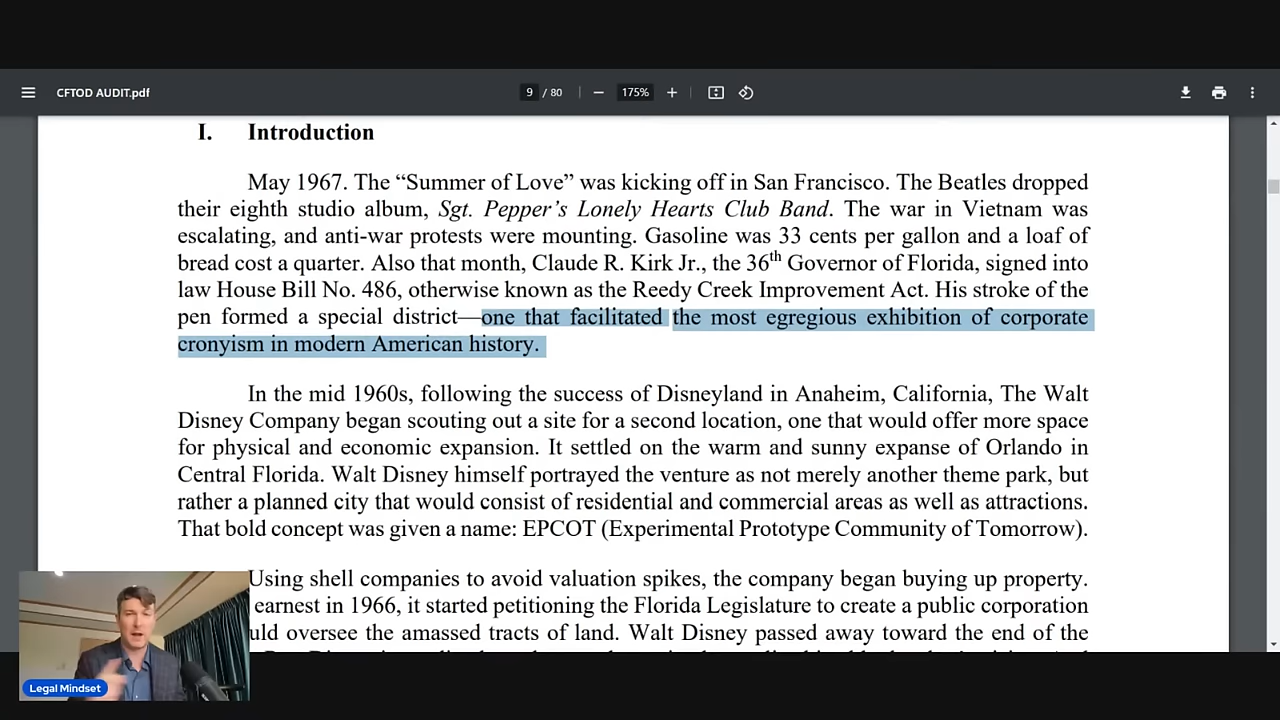 CFTOD AUDIT.pdf
9 / 80
175%
I. Introduction
May 1967. The “Summer of Love” was kicking off in San Francisco. The Beatles dropped
their eighth studio album, Sgt. Pepper’s Lonely Hearts Club Band. The war in Vietnam was
escalating, and anti-war protests were mounting. Gasoline was 33 cents per gallon and a loaf of
bread cost a quarter. Also that month, Claude R. Kirk Jr., the 36th Governor of Florida, signed into
law House Bill No. 486, otherwise known as the Reedy Creek Improvement Act. His stroke of the
pen formed a special district—one that facilitated the most egregious exhibition of corporate
cronyism in modern American history.
In the mid 1960s, following the success of Disneyland in Anaheim, California, The Walt
Disney Company began scouting out a site for a second location, one that would offer more space
for physical and economic expansion. It settled on the warm and sunny expanse of Orlando in
Central Florida. Walt Disney himself portrayed the venture as not merely another theme park, but
rather a planned city that would consist of residential and commercial areas as well as attractions.
That bold concept was given a name: EPCOT (Experimental Prototype Community of Tomorrow).
Using shell companies to avoid valuation spikes, the company began buying up property.
earnest in 1966, it started petitioning the Florida Legislature to create a public corporation
uld oversee the amassed tracts of land. Walt Disney passed away toward the end of the
Legal Mindset